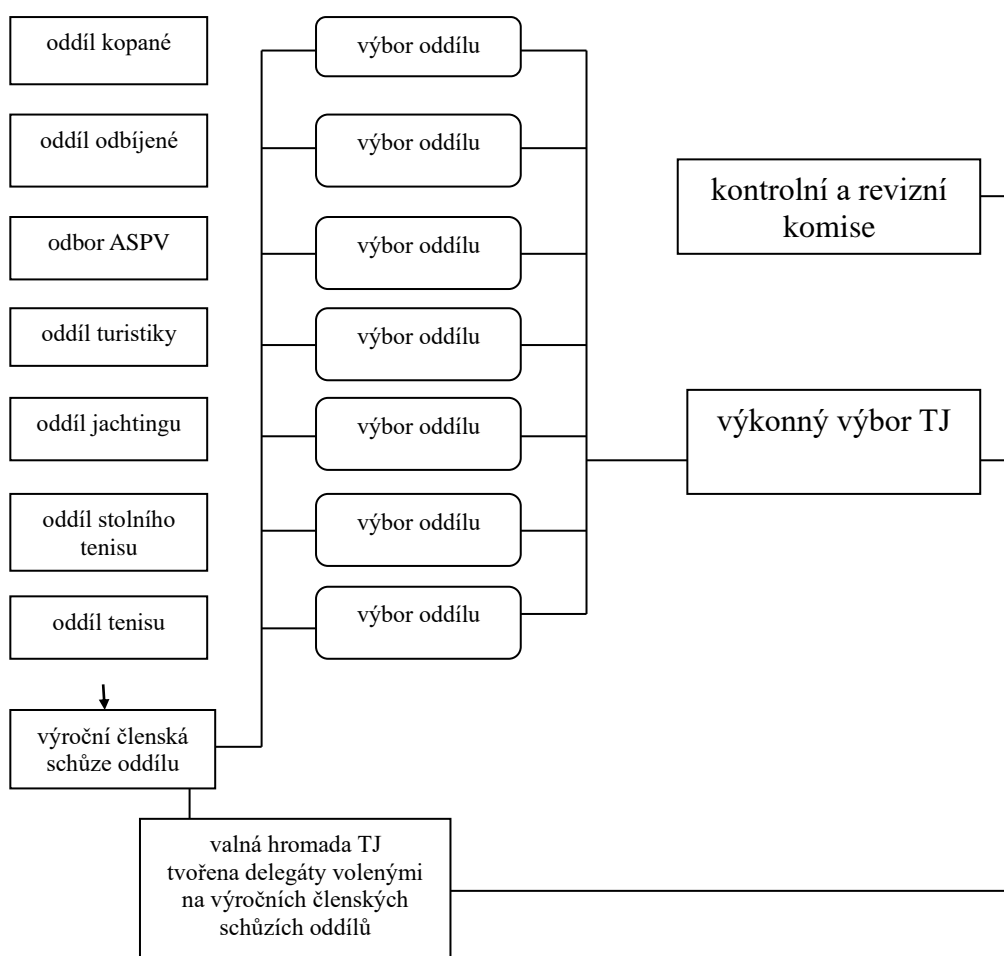 oddíl kopané
výbor oddílu
oddíl odbíjené
výbor oddílu
kontrolní a revizní
komise
odbor ASPV
výbor oddílu
oddíl turistiky
výbor oddílu
oddíl jachtingu
výbor oddílu
výkonný výbor TJ
oddíl stolního
tenisu
výbor oddílu
oddíl tenisu
výbor oddílu
výroční členská
schůze oddílu
valná hromada TJ
tvořena delegáty volenými
na výročních členských
schůzích oddílů